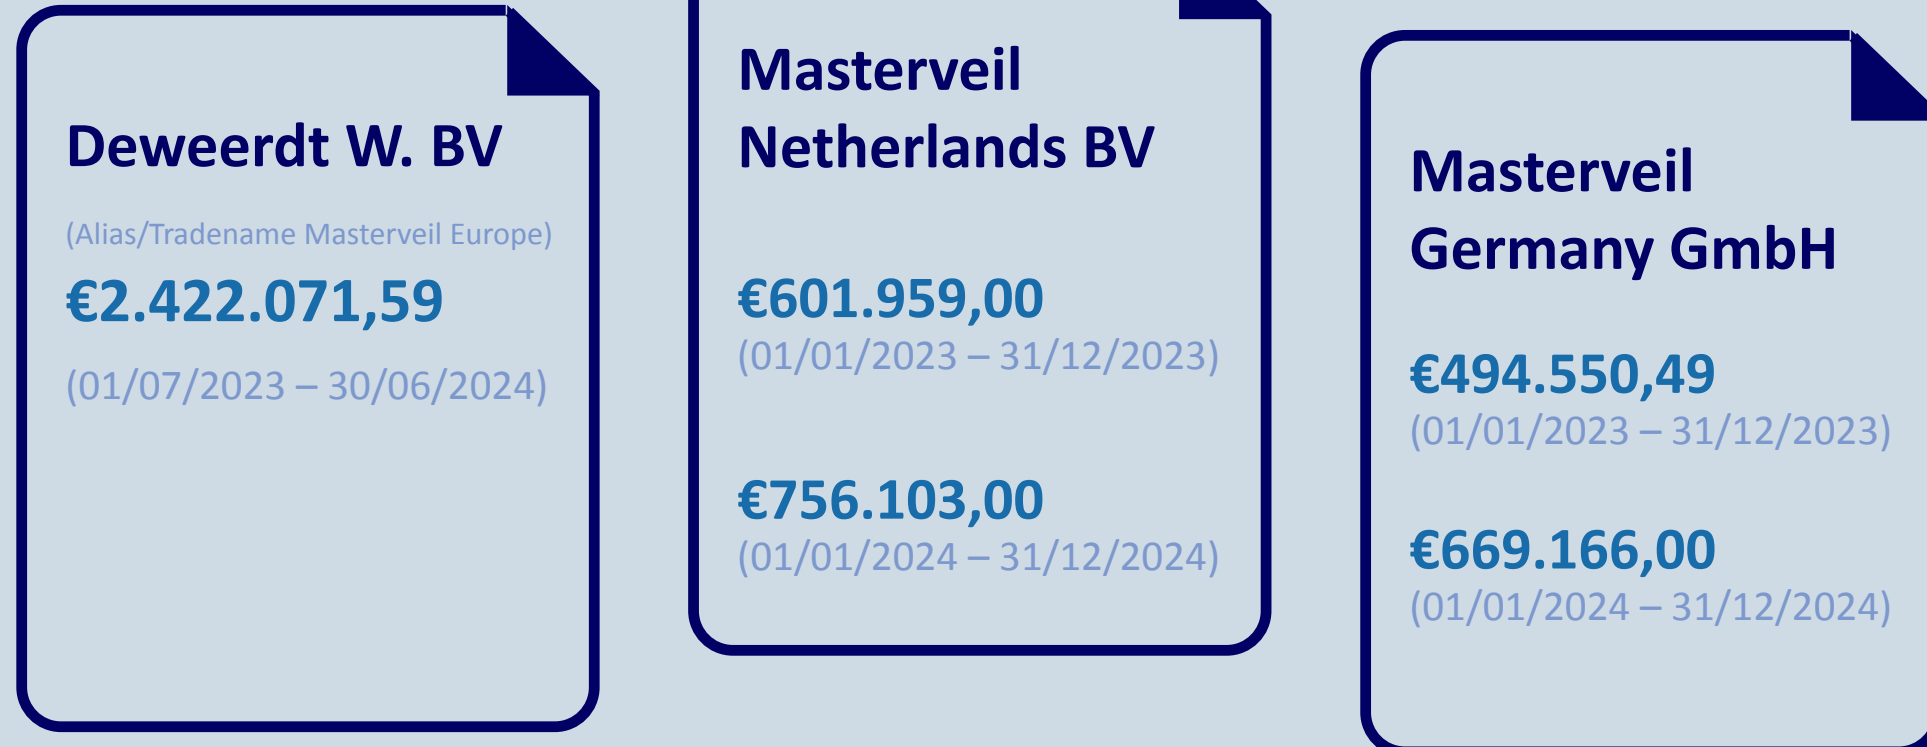 Deweerdt W. BV
(Alias/Tradename Masterveil Europe)
€2.422.071,59
(01/07/2023 – 30/06/2024)
Masterveil
Netherlands BV
€601.959,00
(01/01/2023 – 31/12/2023)
€756.103,00
(01/01/2024 – 31/12/2024)
Masterveil
Germany GmbH
€494.550,49
(01/01/2023 – 31/12/2023)
€669.166,00
(01/01/2024 – 31/12/2024)